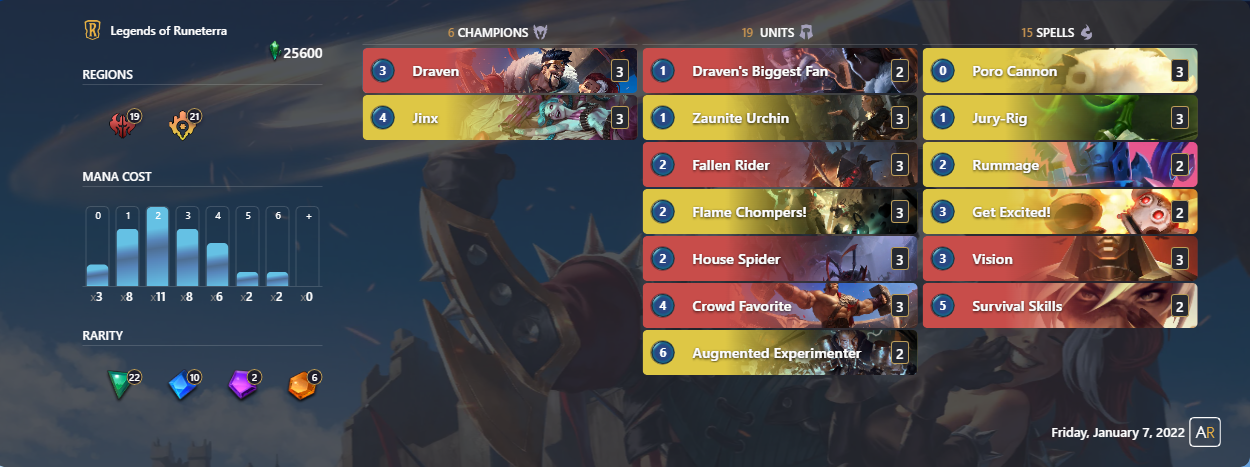 Legends of Runeterra
25600
REGIONS
19 21
MANA COST
0 1 2 3 4 5 6 +
x3 x8 x11 x8 x6 x2 x2 x0
RARITY
22 10 2 6
6 CHAMPIONS
3 Draven 3
4 Jinx 3
19 UNITS
1 Draven's Biggest Fan 2
1 Zaunite Urchin 3
2 Fallen Rider 3
2 Flame Chompers! 3
2 House Spider 3
4 Crowd Favorite 3
6 Augmented Experimenter 2
15 SPELLS
0 Poro Cannon 3
1 Jury-Rig 3
2 Rummage 2
3 Get Excited! 2
3 Vision 3
5 Survival Skills 2
Friday, January 7, 2022 AR